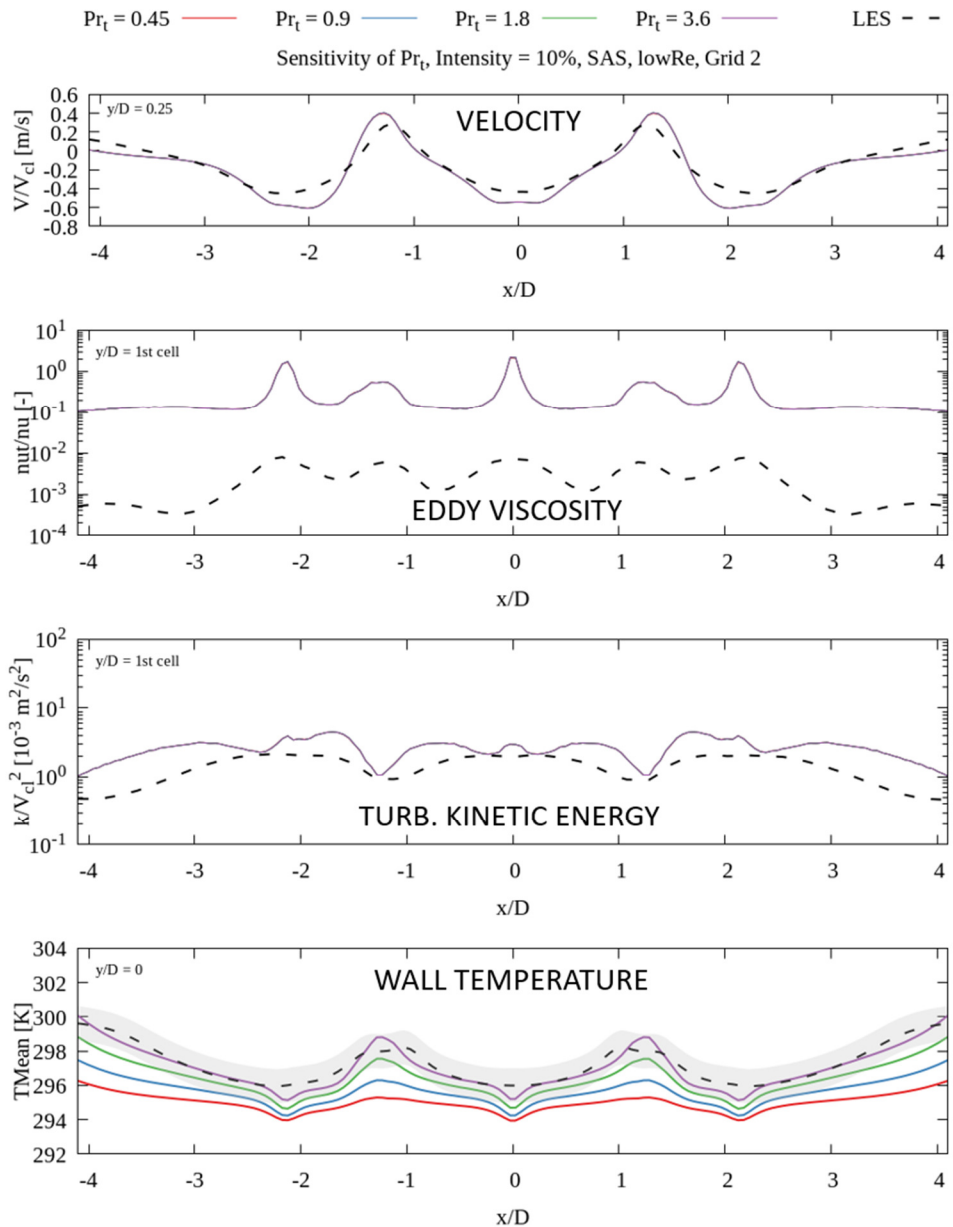 Pr_t = 0.45 Pr_t = 0.9 Pr_t = 1.8 Pr_t = 3.6 LES
Sensitivity of Pr_t, Intensity = 10%, SAS, lowRe, Grid 2
V/V_cl [m/s]
0.6
0.4
0.2
0
-0.2
-0.4
-0.6
-0.8
y/D = 0.25
VELOCITY
-4 -3 -2 -1 0 1 2 3 4
x/D
nut/nu [-]
10^1
10^0
10^-1
10^-2
10^-3
10^-4
y/D = 1st cell
EDDY VISCOSITY
-4 -3 -2 -1 0 1 2 3 4
x/D
k/V_cl^2 [10^-3 m^2/s^2]
10^2
10^1
10^0
10^-1
y/D = 1st cell
TURB. KINETIC ENERGY
-4 -3 -2 -1 0 1 2 3 4
x/D
TMean [K]
304
302
300
298
296
294
292
y/D = 0
WALL TEMPERATURE
-4 -3 -2 -1 0 1 2 3 4
x/D